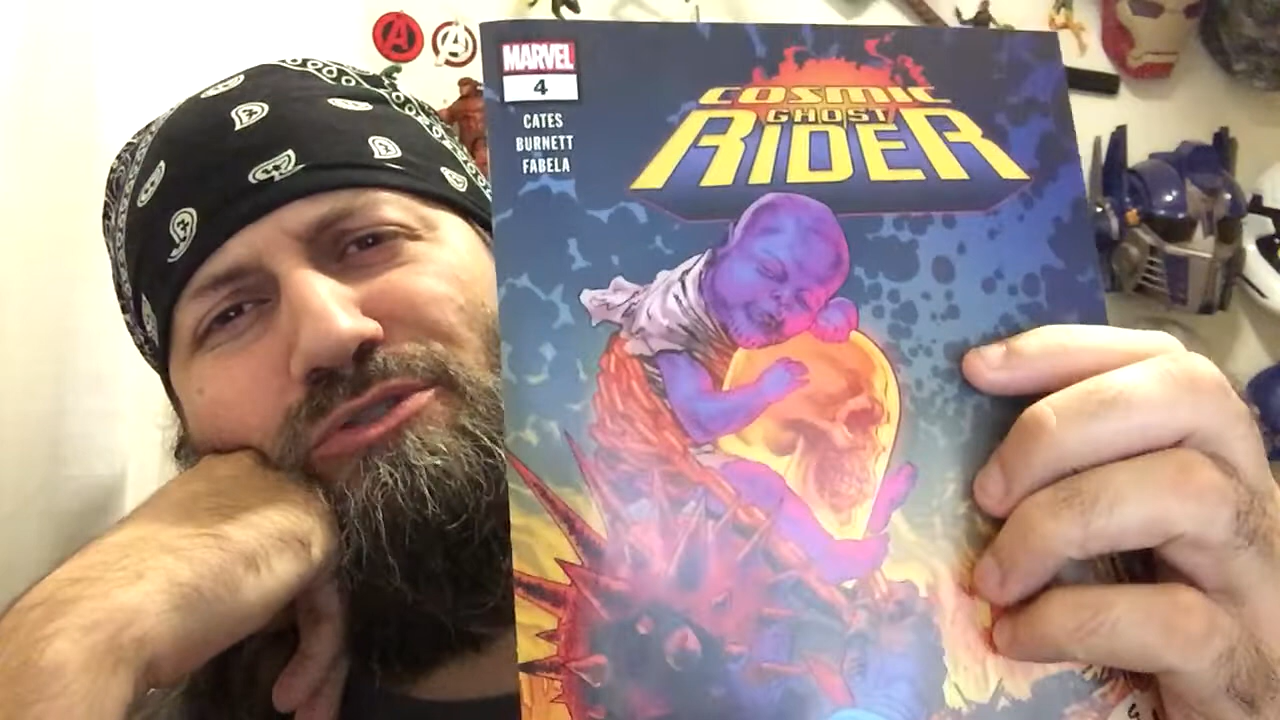 MARVEL
4
CATES
BURNETT
FABELA
COSMIC
GHOST
RIDER